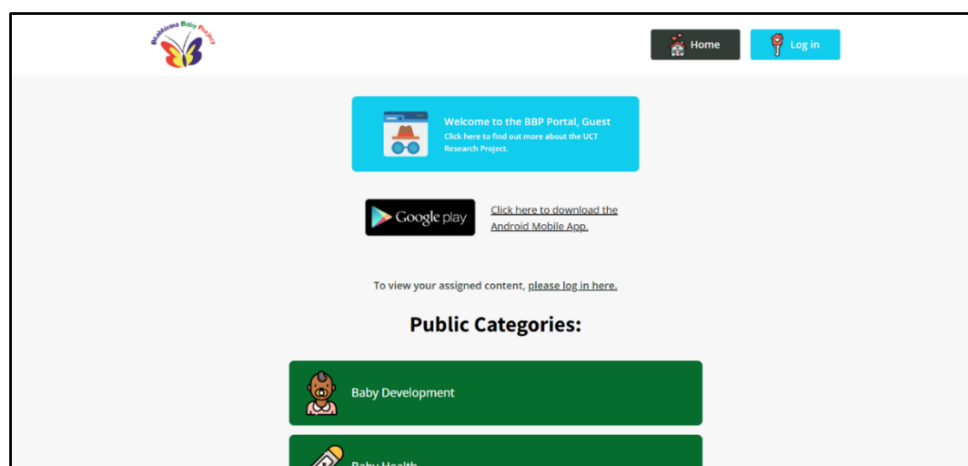 Baby Project
Home
Log in
Welcome to the BBP Portal, Guest
Click here to find out more about the UCT
Research Project.
Google play
Click here to download the
Android Mobile App.
To view your assigned content, please log in here.
Public Categories:
Baby Development
Baby Health